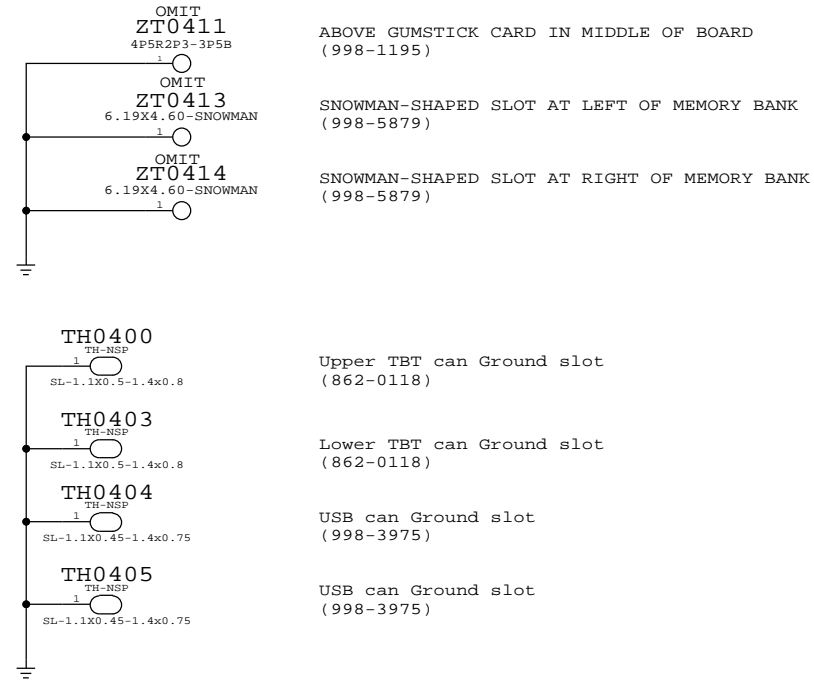 OMIT
ZT0411
4P5R2P3-3P5B
1
ABOVE GUMSTICK CARD IN MIDDLE OF BOARD
(998-1195)
OMIT
ZT0413
6.19X4.60-SNOWMAN
1
SNOWMAN-SHAPED SLOT AT LEFT OF MEMORY BANK
(998-5879)
OMIT
ZT0414
6.19X4.60-SNOWMAN
1
SNOWMAN-SHAPED SLOT AT RIGHT OF MEMORY BANK
(998-5879)
TH0400
TH-NSP
1
SL-1.1X0.5-1.4x0.8
Upper TBT can Ground slot
(862-0118)
TH0403
TH-NSP
1
SL-1.1X0.5-1.4x0.8
Lower TBT can Ground slot
(862-0118)
TH0404
TH-NSP
1
SL-1.1X0.45-1.4x0.75
USB can Ground slot
(998-3975)
TH0405
TH-NSP
1
SL-1.1X0.45-1.4x0.75
USB can Ground slot
(998-3975)